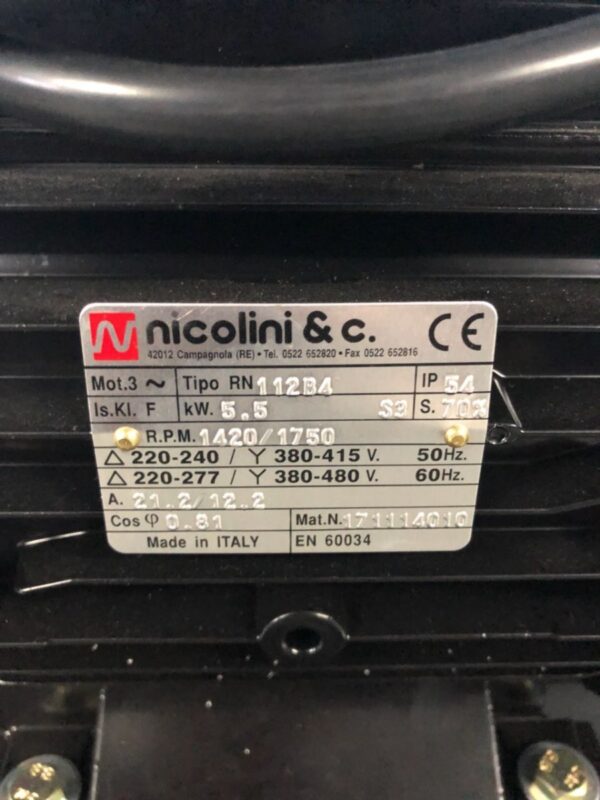 nicolini & c.
42012 Campagnola (RE) • Tel. 0522 652820 • Fax 0522 652816
CE
Mot.3 ~ Tipo RN 112B4 IP 54
Is.Kl. F kW. 5.5 S3 S. 70%
R.P.M. 1420/1750
△ 220-240 / Y 380-415 V. 50Hz.
△ 220-277 / Y 380-480 V. 60Hz.
A. 21.2/12.2
Cos φ 0.81 Mat.N. 171114010
Made in ITALY EN 60034